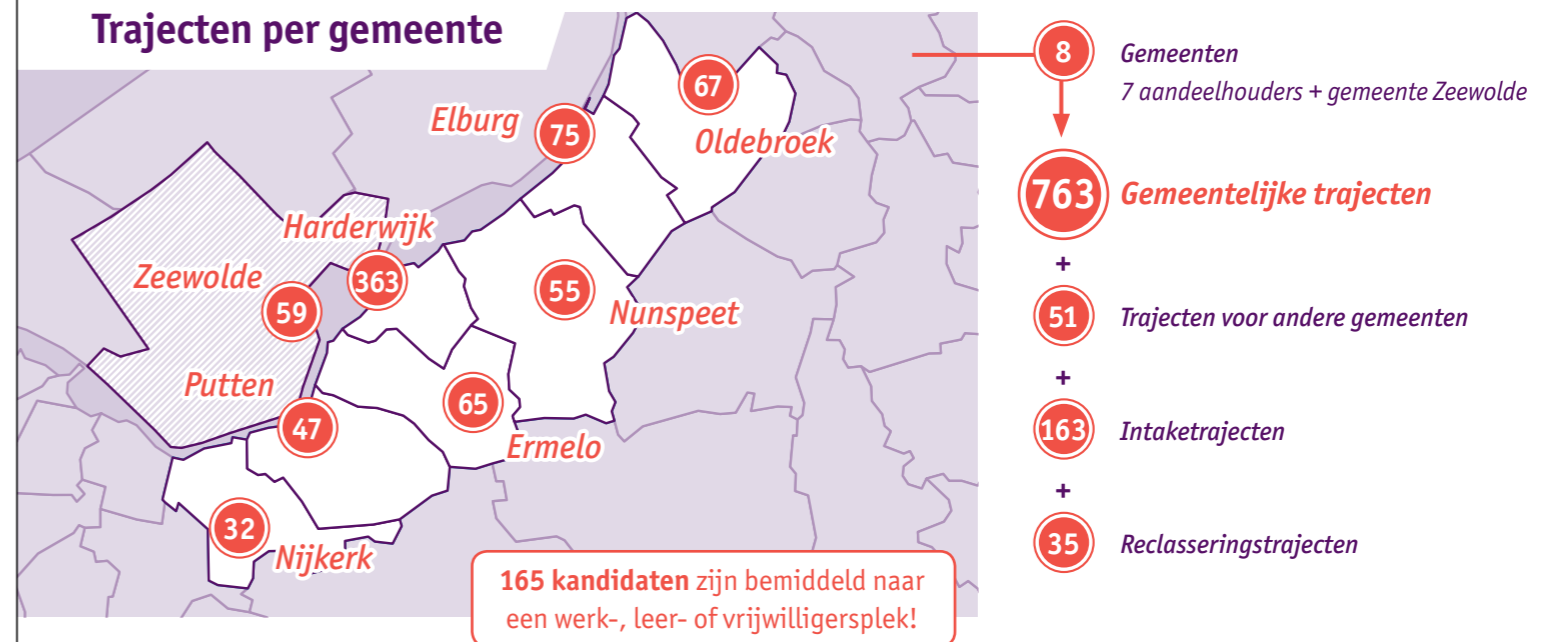 Trajecten per gemeente
67
Elburg
75
Oldebroek
Harderwijk
363
Zeewolde
59
55
Nunspeet
Putten
47
65
Ermelo
32
Nijkerk
165 kandidaten zijn bemiddeld naar
een werk-, leer- of vrijwilligersplek!
8
Gemeenten
7 aandeelhouders + gemeente Zeewolde
763
Gemeentelijke trajecten
+
51
Trajecten voor andere gemeenten
+
163
Intaketrajecten
+
35
Reclasseringstrajecten